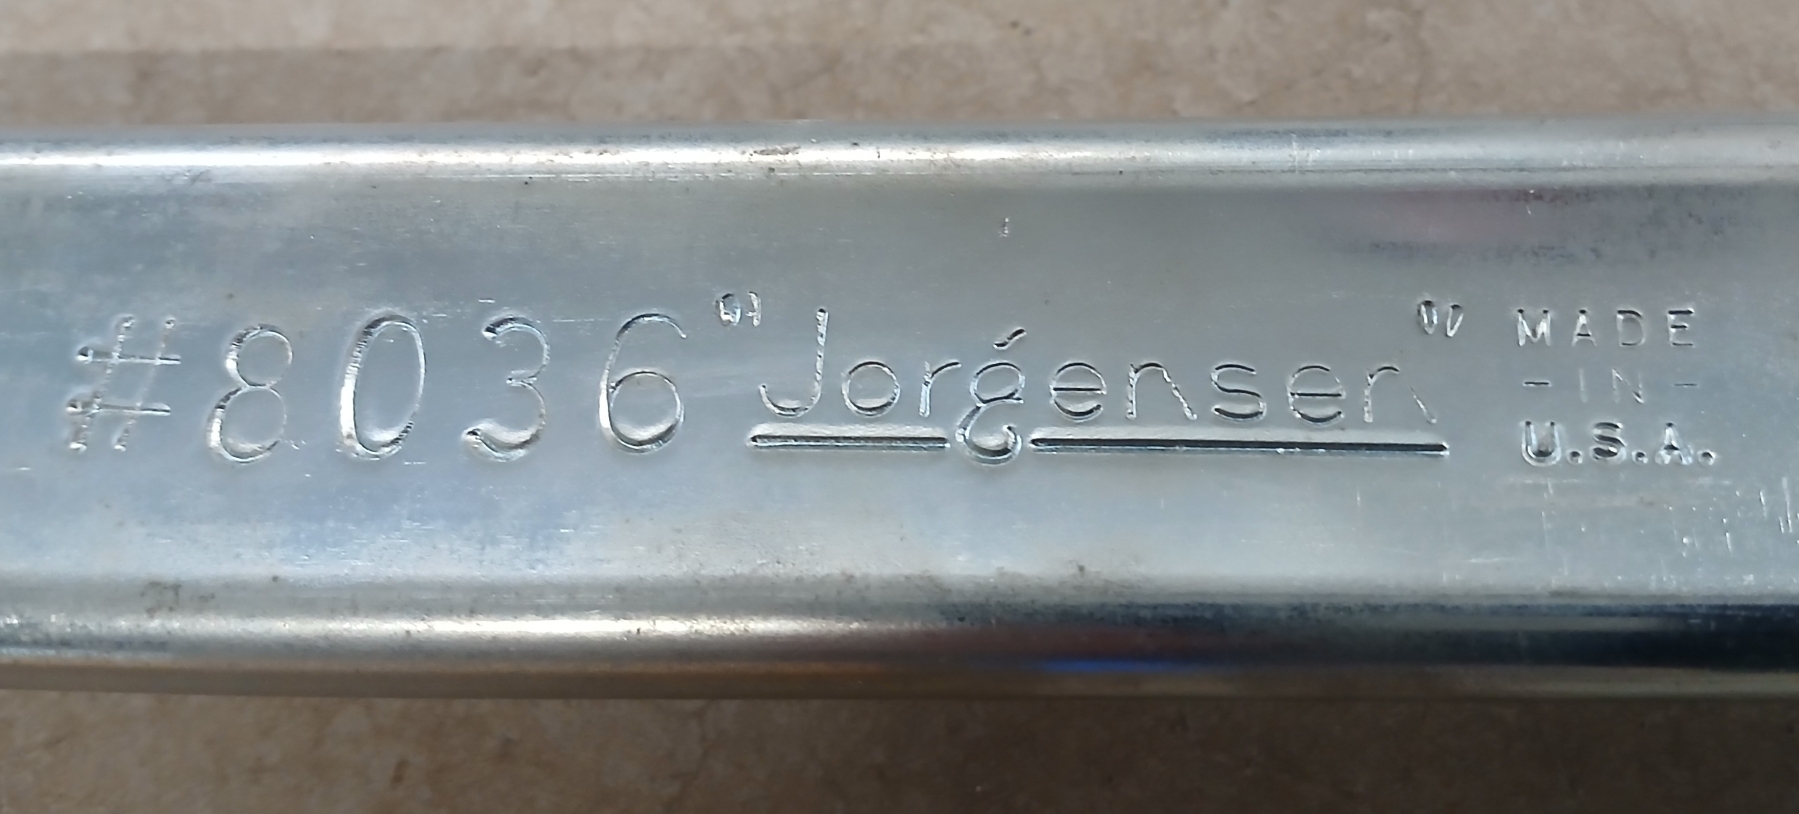 #8036 "Jorgensen" MADE
-IN-
U.S.A.